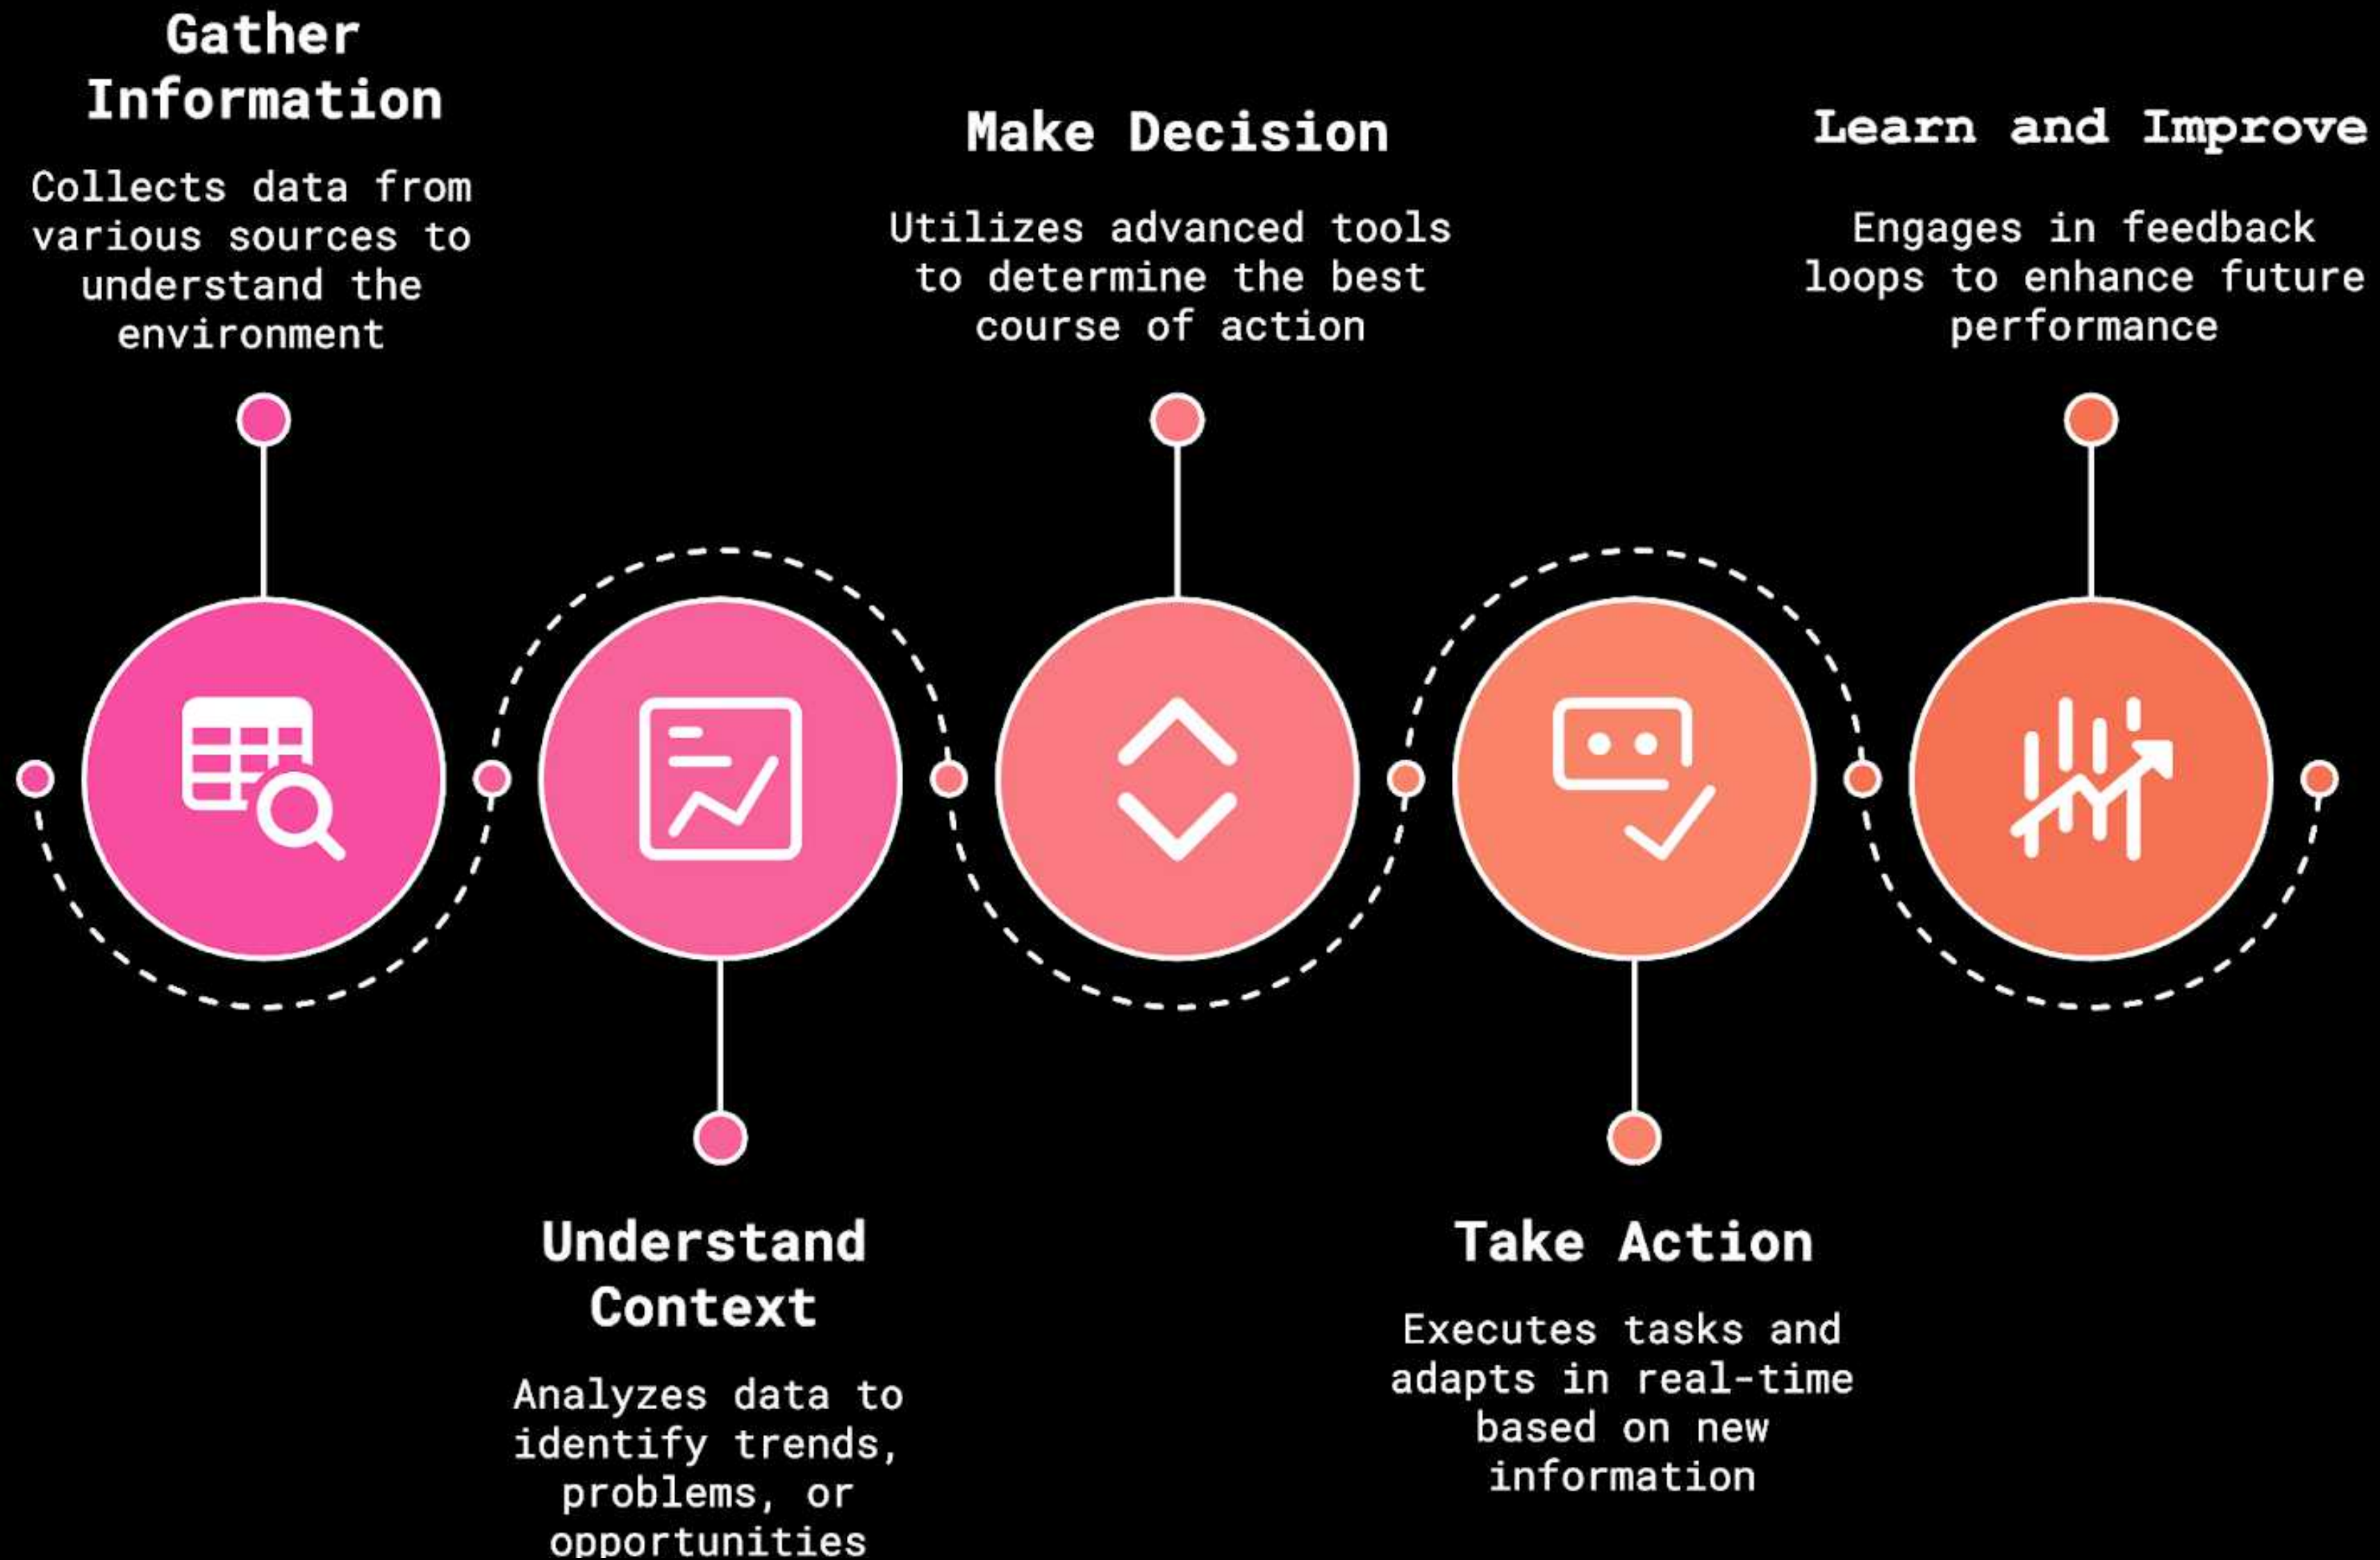 Gather
Information
Collects data from
various sources to
understand the
environment
Understand
Context
Analyzes data to
identify trends,
problems, or
opportunities
Make Decision
Utilizes advanced tools
to determine the best
course of action
Take Action
Executes tasks and
adapts in real-time
based on new
information
Learn and Improve
Engages in feedback
loops to enhance future
performance